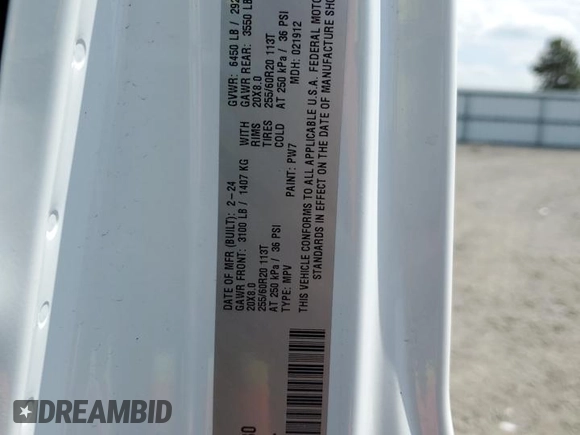 DATE OF MFR (BUILT): 2-24 GVWR: 6450 LB /
GAWR FRONT: 3100 LB / 1407 KG WITH GAWR REAR: 3550 LB
20X8.0 RIMS 20X8.0
255/60R20 113T TIRES 255/60R20 113T
AT 250 kPa / 36 PSI COLD AT 250 kPa / 36 PSI
TYPE: MPV PAINT: PW7 MDH: 021912
THIS VEHICLE CONFORMS TO ALL APPLICABLE U.S.A. FEDERAL MOTOR
STANDARDS IN EFFECT ON THE DATE OF MANUFACTURE
DREAMBID